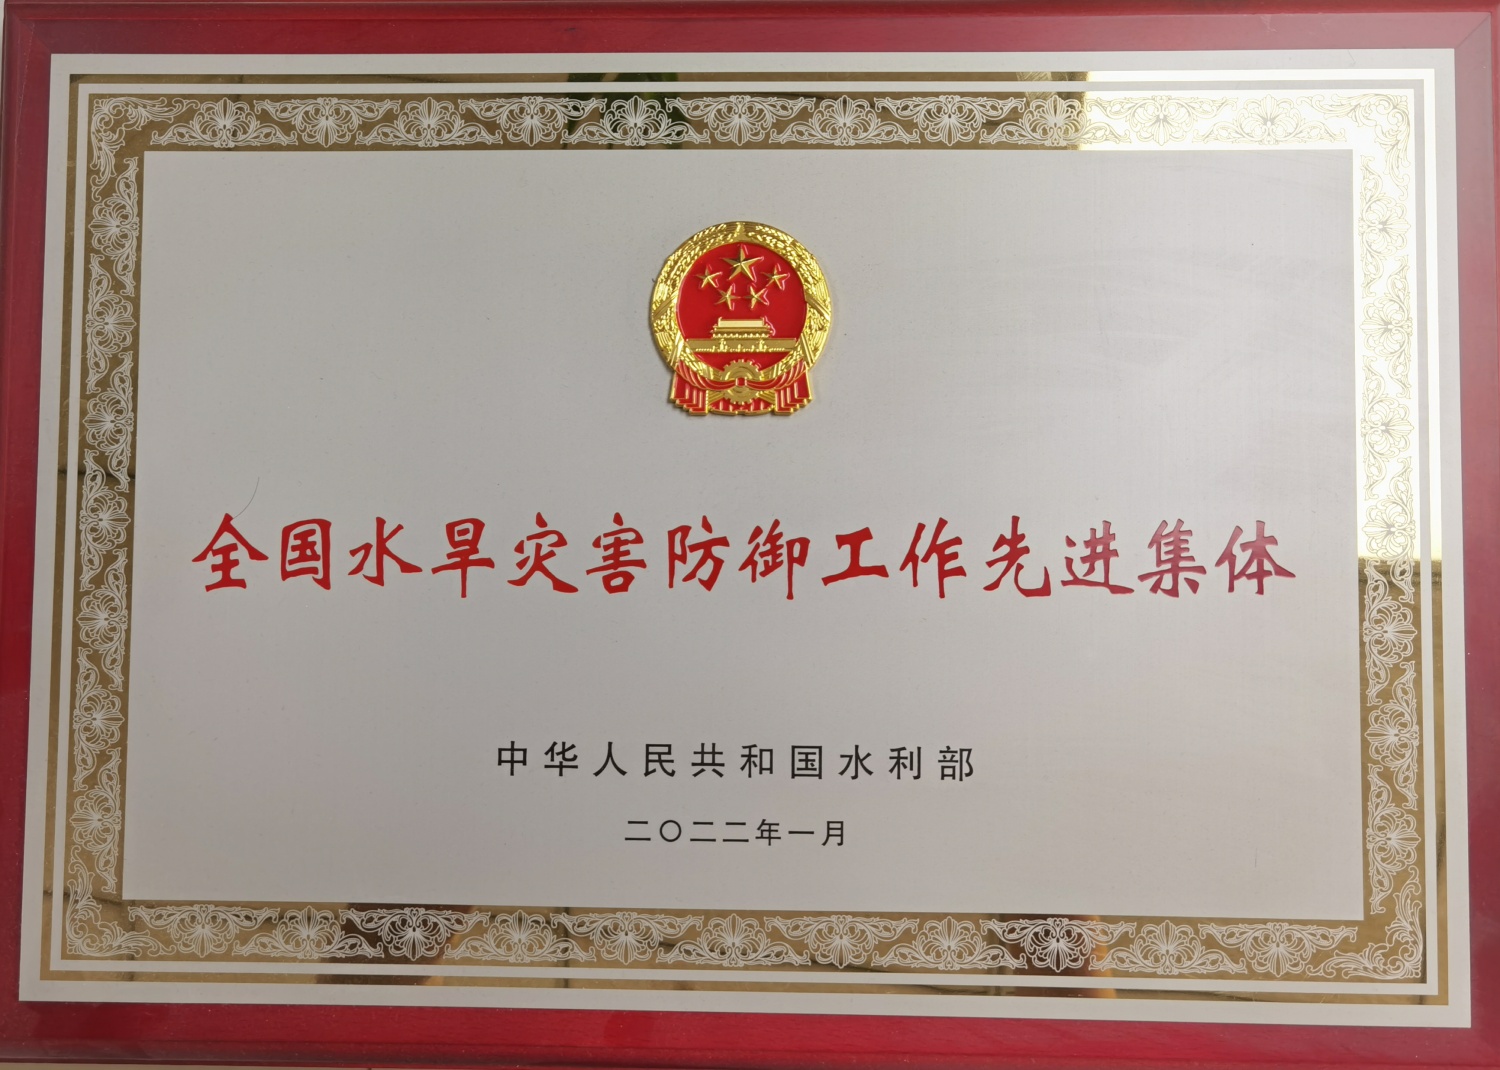 全国水旱灾害防御工作先进集体
中华人民共和国水利部
二〇二二年一月